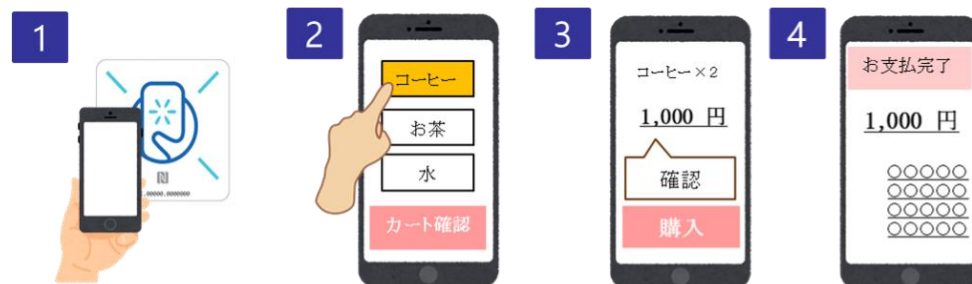 1
2
コーヒー
お茶
水
カート確認
3
コーヒー×2
1,000 円
確認
購入
4
お支払完了
1,000 円
○○○○○
○○○○○
○○○○○
○○○○○